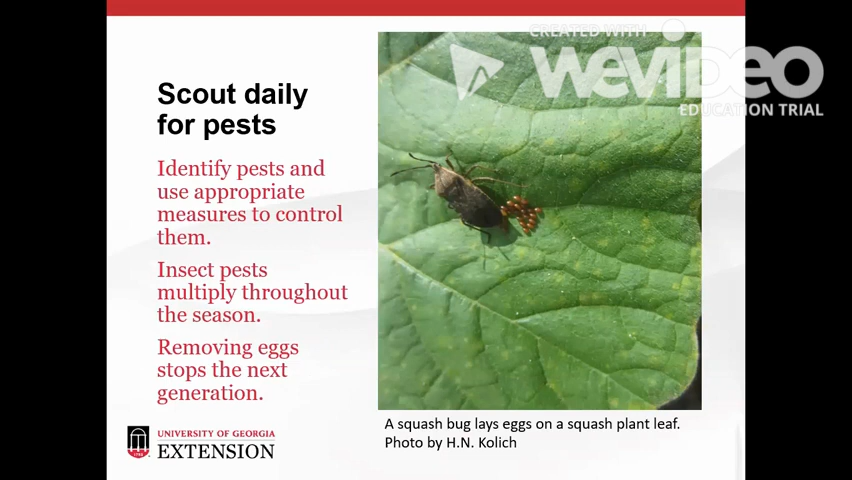 CREATED WITH
WeVideo
EDUCATION TRIAL
Scout daily
for pests
Identify pests and
use appropriate
measures to control
them.
Insect pests
multiply throughout
the season.
Removing eggs
stops the next
generation.
A squash bug lays eggs on a squash plant leaf.
Photo by H.N. Kolich
UNIVERSITY OF GEORGIA
EXTENSION